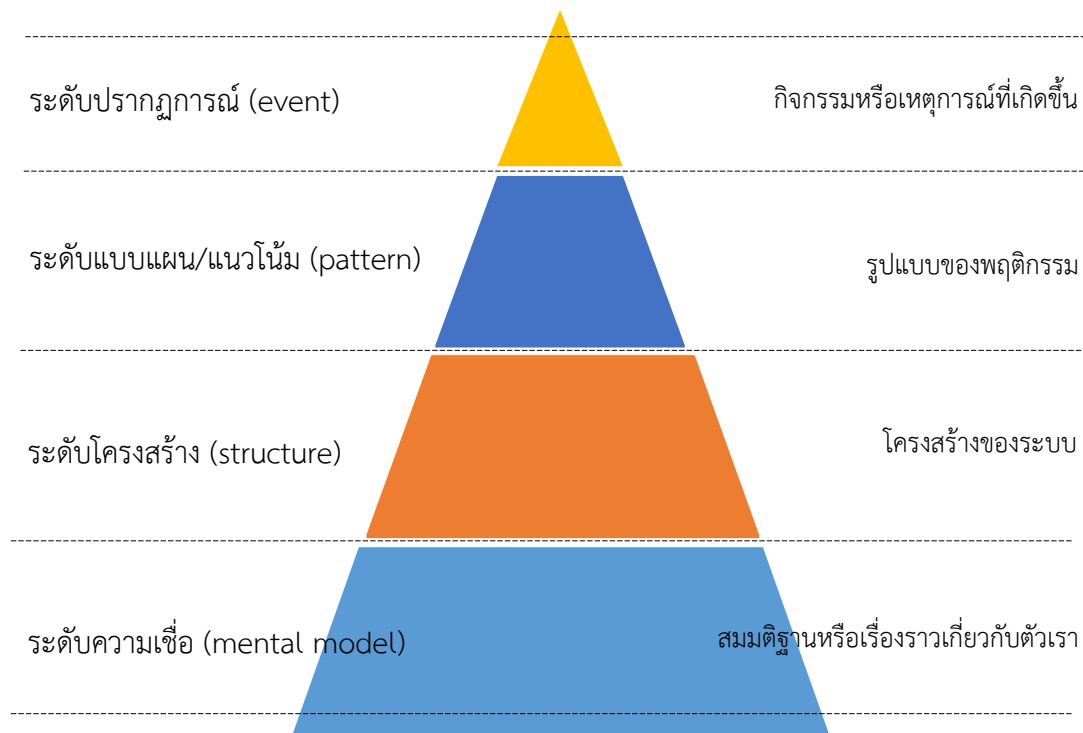 ระดับปรากฏการณ์ (event)
กิจกรรมหรือเหตุการณ์ที่เกิดขึ้น
ระดับแบบแผน/แนวโน้ม (pattern)
รูปแบบของพฤติกรรม
ระดับโครงสร้าง (structure)
โครงสร้างของระบบ
ระดับความเชื่อ (mental model)
สมมติฐานหรือเรื่องราวเกี่ยวกับตัวเรา